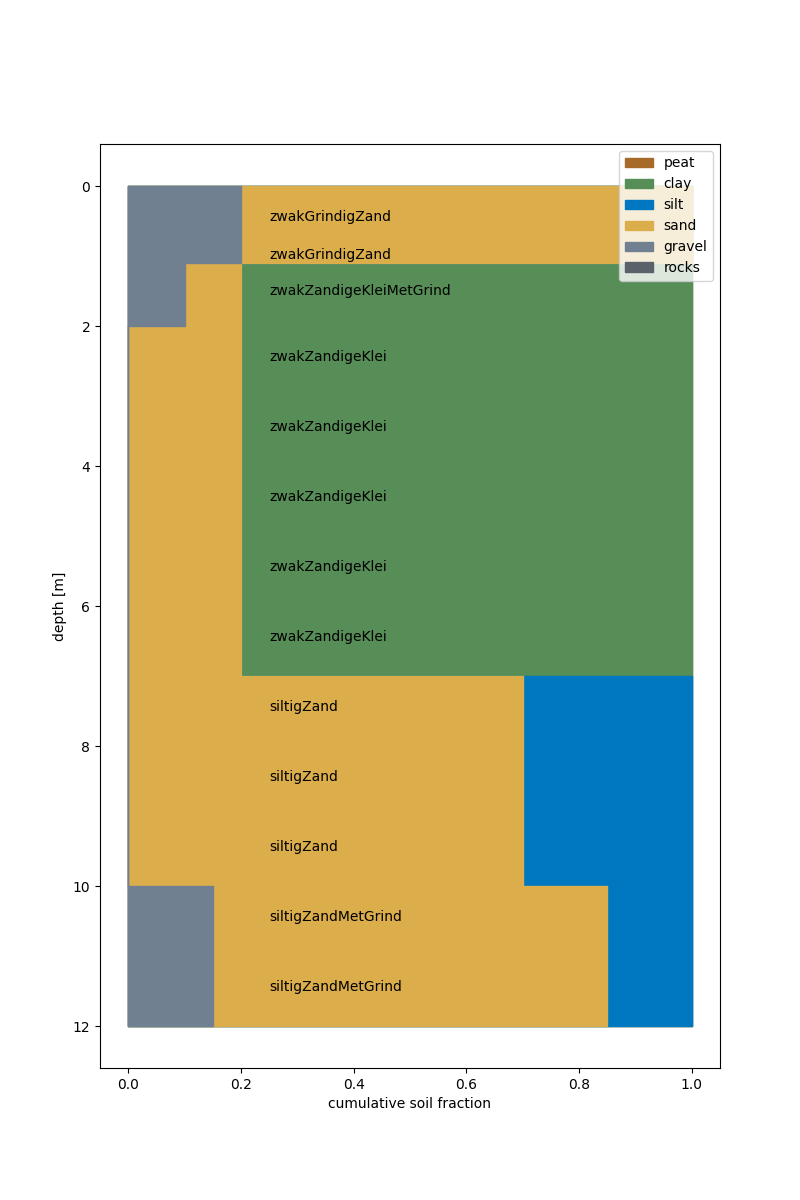 peat
clay
silt
sand
gravel
rocks
0
zwakGrindigZand
zwakGrindigZand
zwakZandigeKleiMetGrind
2
zwakZandigeKlei
zwakZandigeKlei
4
zwakZandigeKlei
zwakZandigeKlei
6
zwakZandigeKlei
siltigZand
8
siltigZand
siltigZand
10
siltigZandMetGrind
siltigZandMetGrind
12
depth [m]
0.0 0.2 0.4 0.6 0.8 1.0
cumulative soil fraction